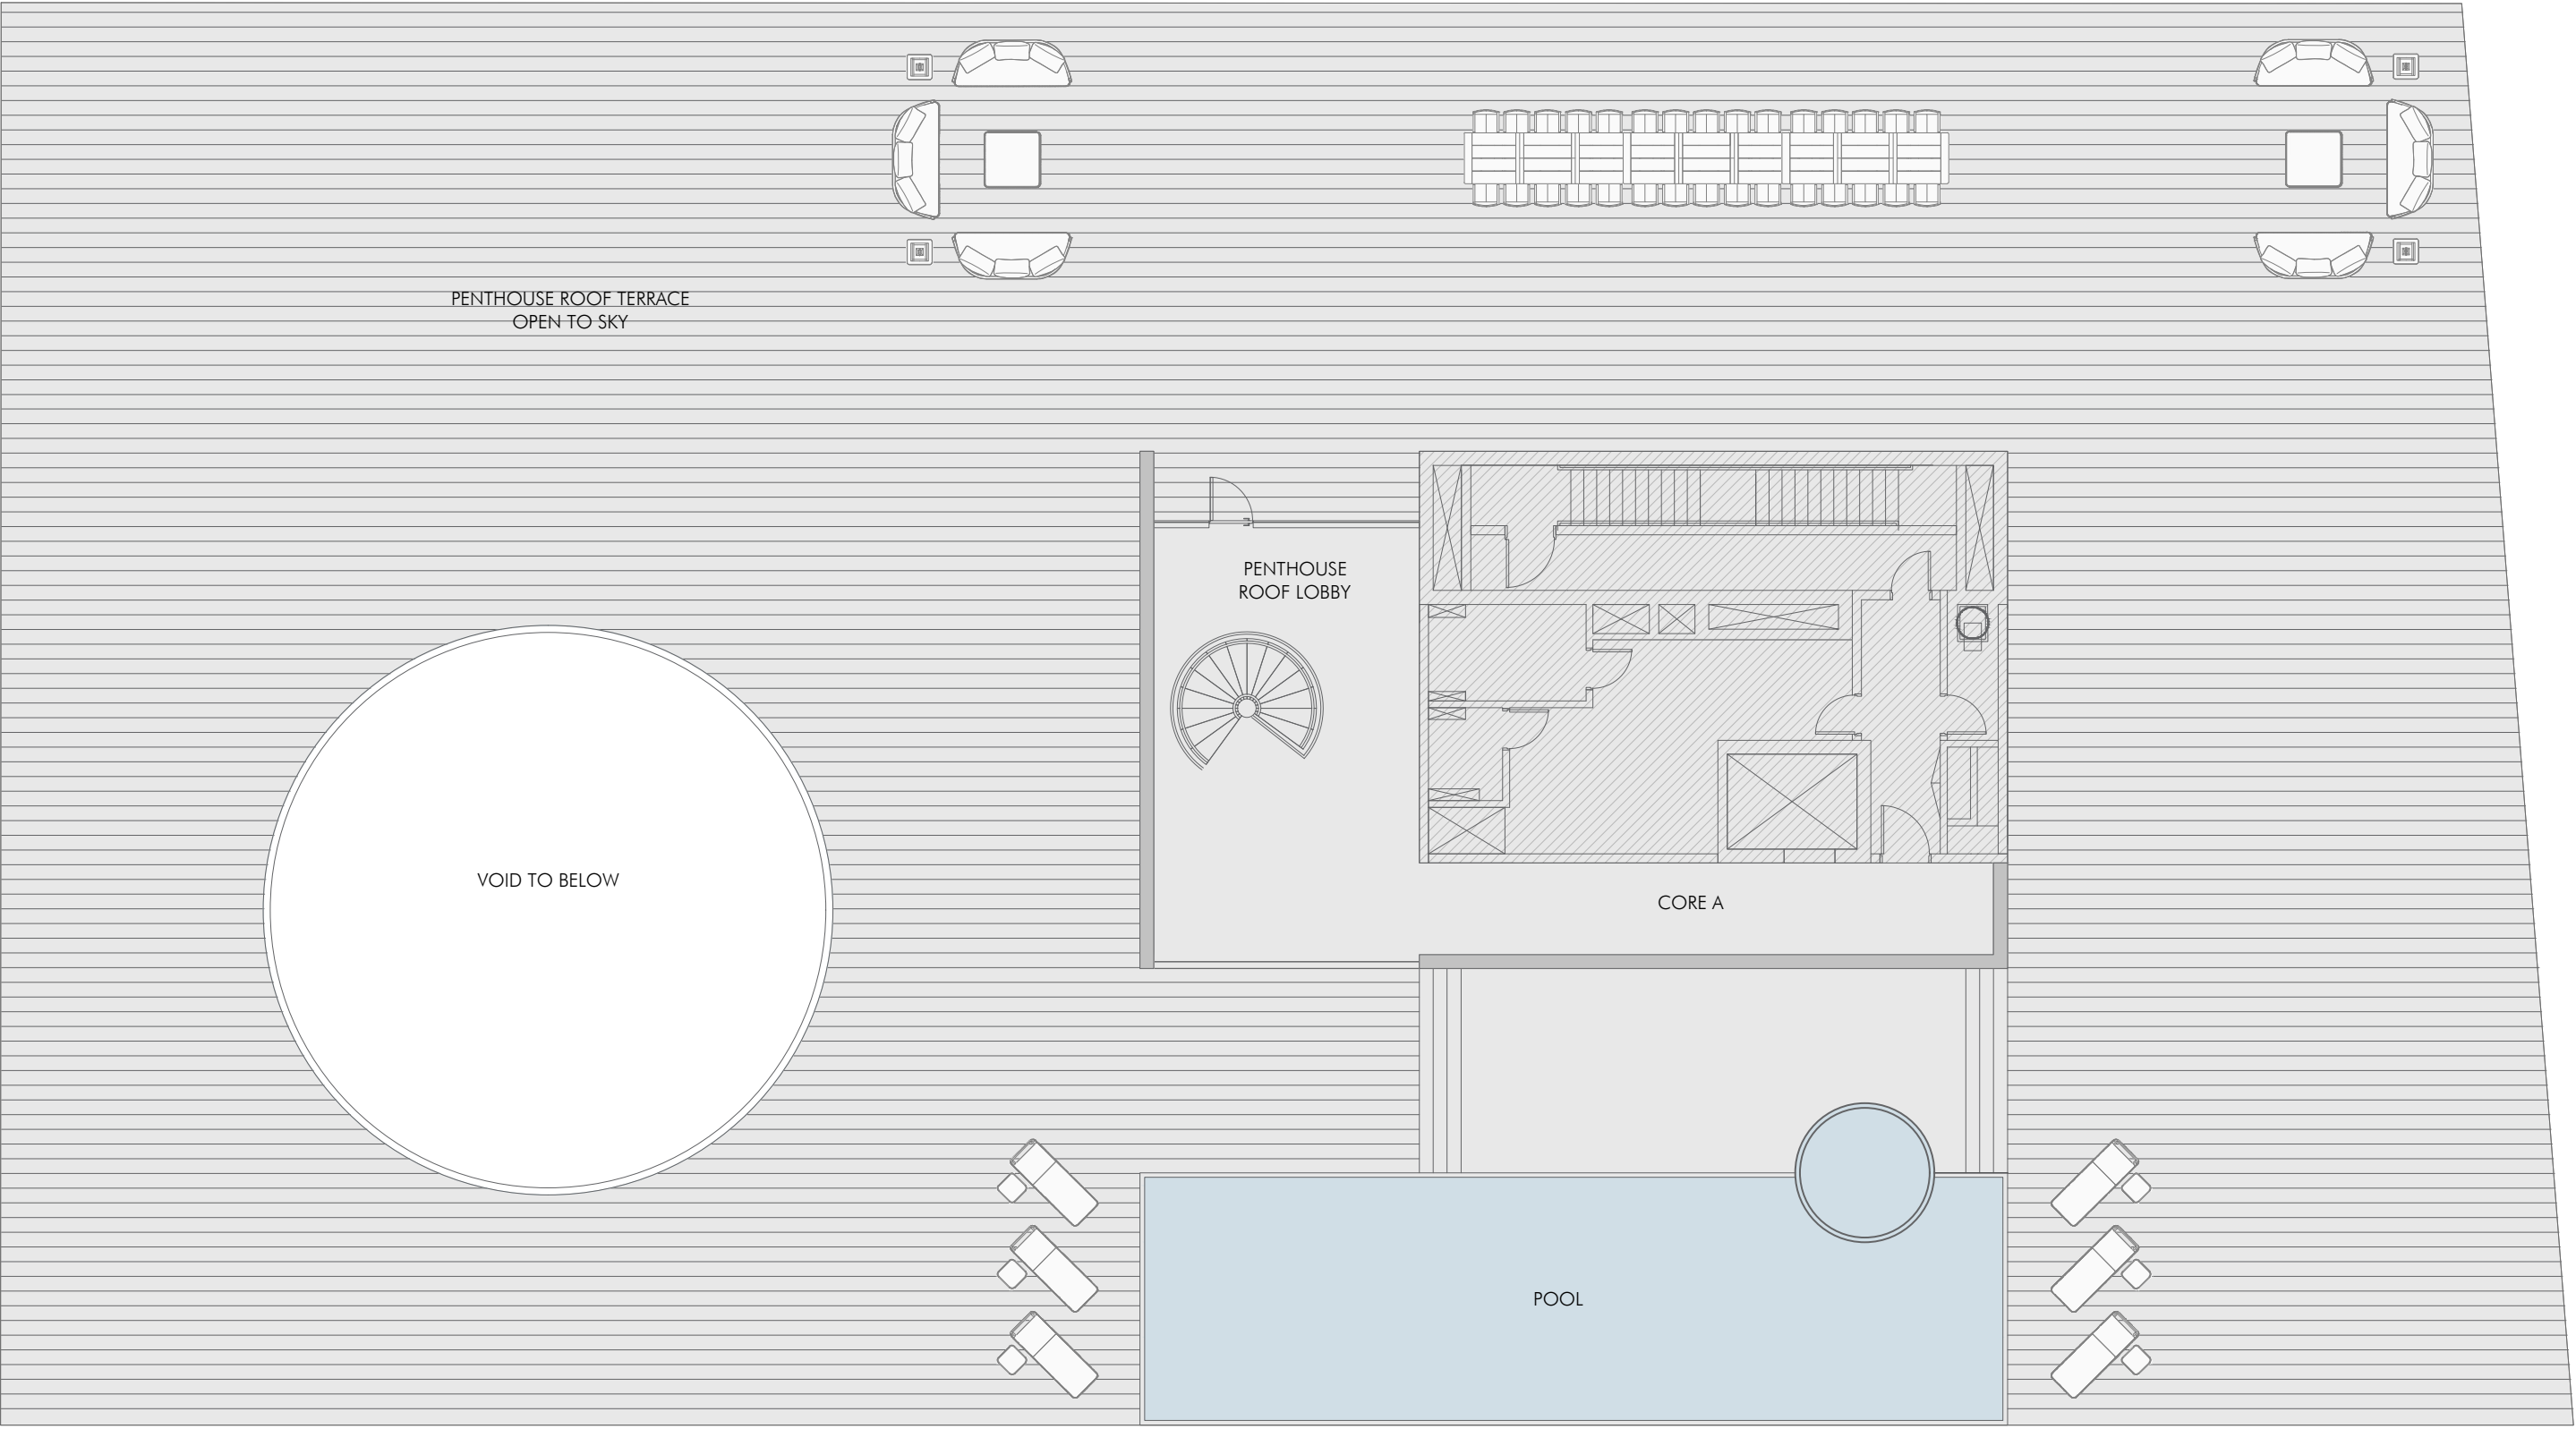 PENTHOUSE ROOF TERRACE
OPEN TO SKY
PENTHOUSE
ROOF LOBBY
VOID TO BELOW
CORE A
POOL